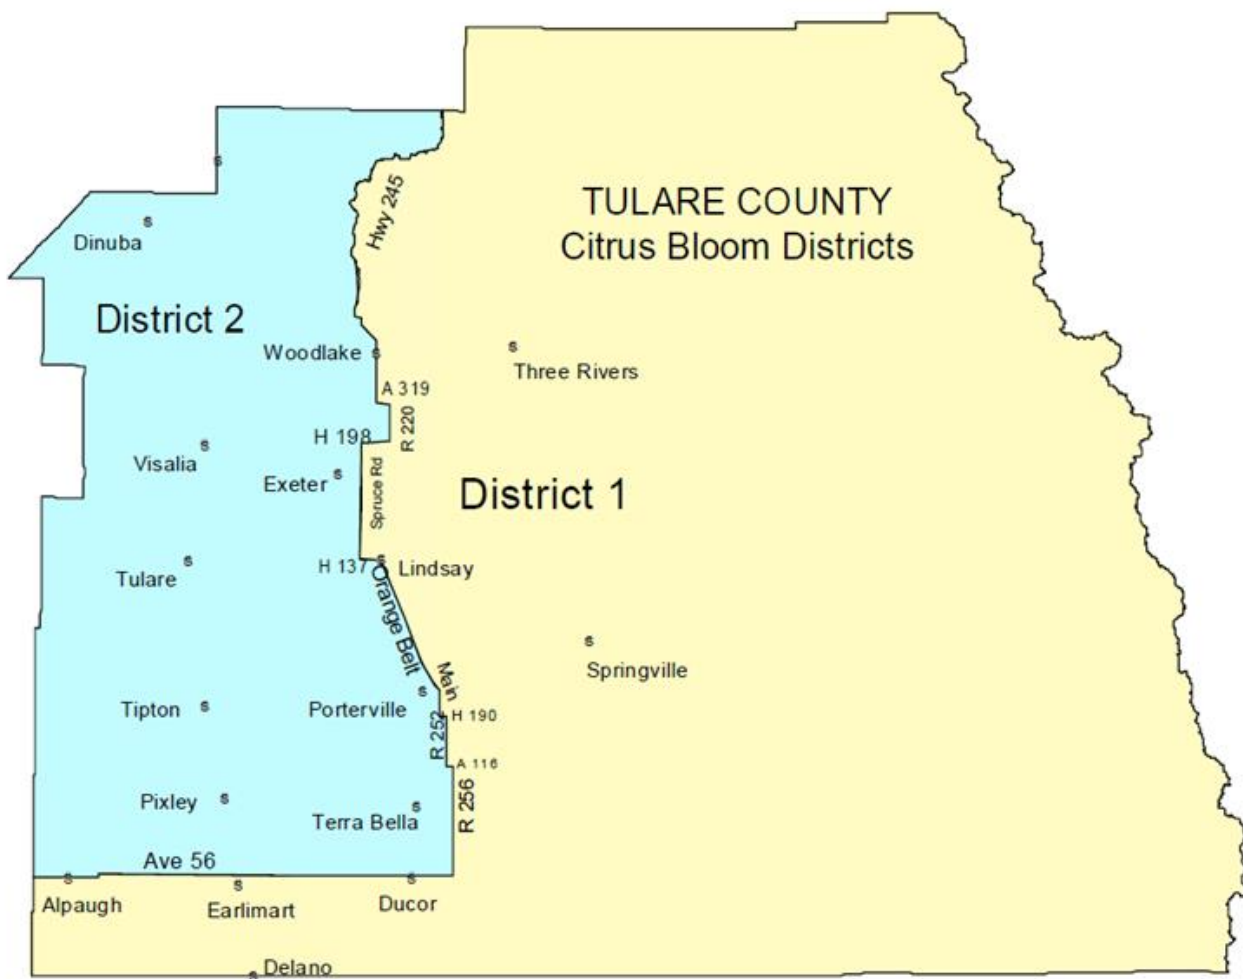 TULARE COUNTY
Citrus Bloom Districts
Hwy 245
Dinuba
District 2
Woodlake
Three Rivers
A 319
R 220
H 198
Visalia
Exeter
Spruce Rd
District 1
Tulare
H 137
Lindsay
Orange Belt
Main
Springville
Tipton
Porterville
H 190
R 252
A 116
Pixley
Terra Bella
R 256
Ave 56
Alpaugh
Earlimart
Ducor
Delano